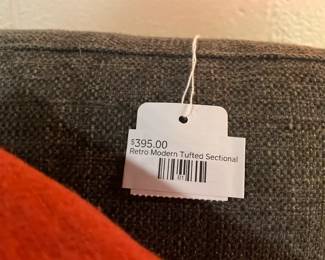 $395.00
Retro Modern Tufted Sectional